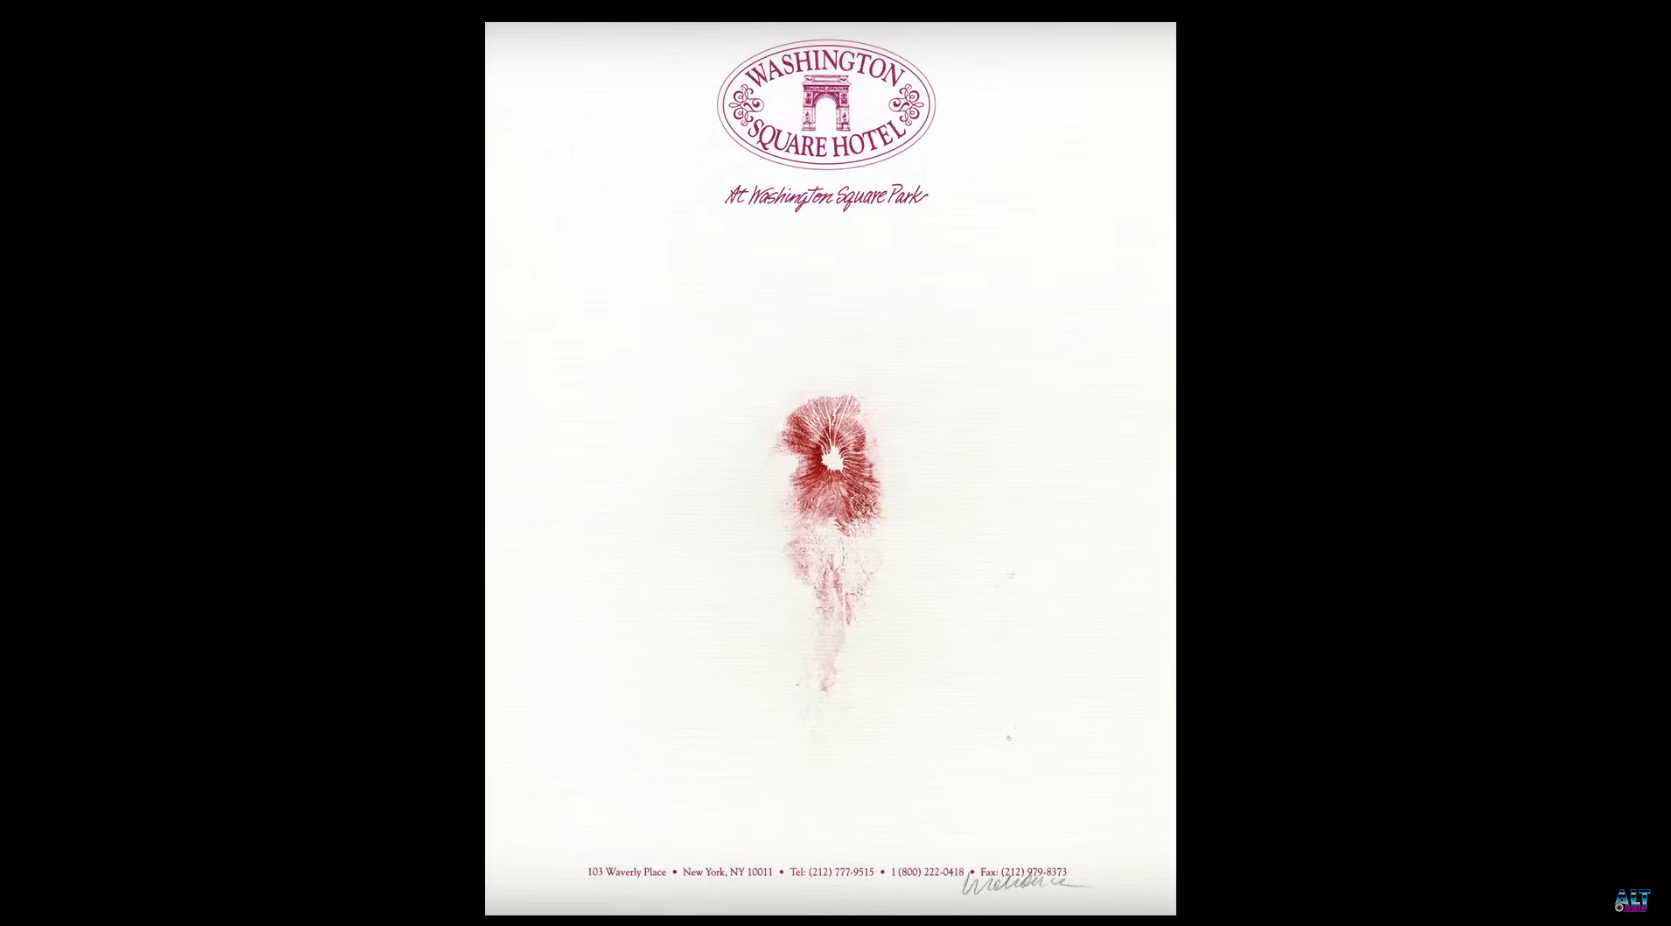 WASHINGTON
SQUARE HOTEL
At Washington Square Park
103 Waverly Place • New York, NY 10011 • Tel: (212) 777-9515 • 1 (800) 222-0418 • Fax: (212) 979-8373
ALT